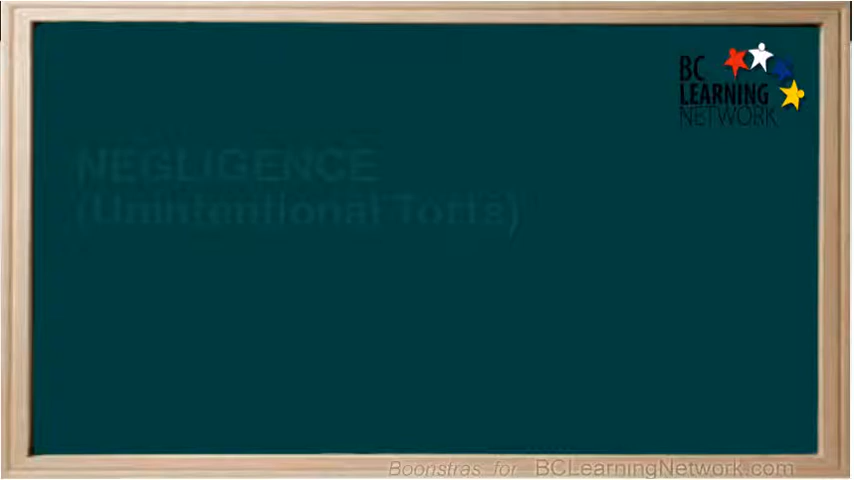 BC
LEARNING
NETWORK
NEGLIGENCE
(Unintentional Torts)
Boonstras for BCLearningNetwork.com